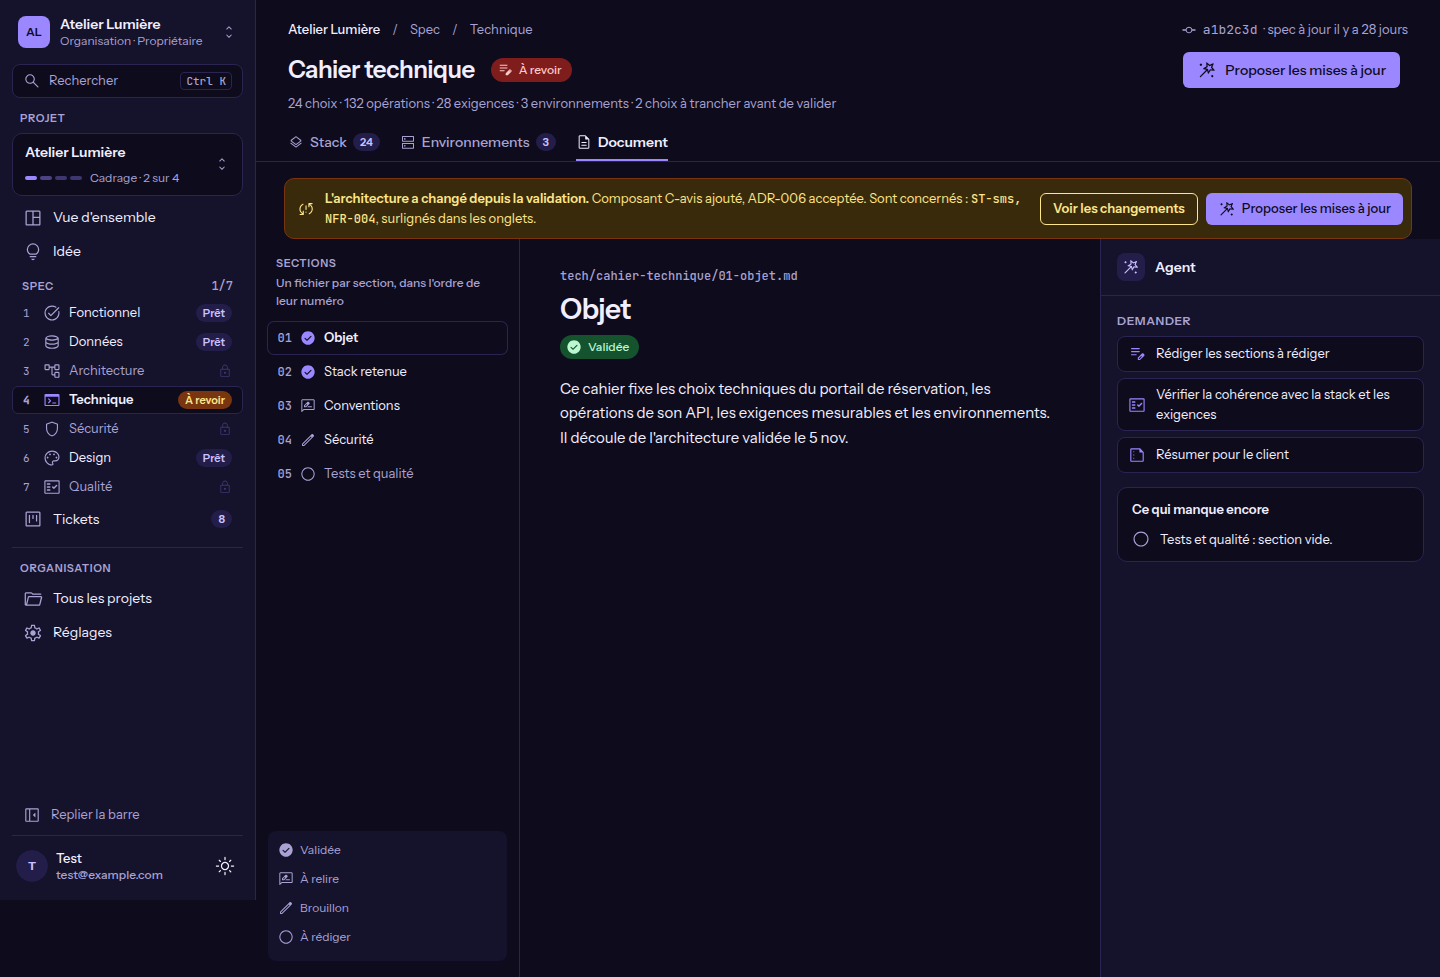 AL
Atelier Lumière
Organisation · Propriétaire
Rechercher
Ctrl K
PROJET
Atelier Lumière
Cadrage · 2 sur 4
Vue d'ensemble
Idée
SPEC 1/7
1 Fonctionnel Prêt
2 Données Prêt
3 Architecture
4 Technique À revoir
5 Sécurité
6 Design Prêt
7 Qualité
Tickets 8
ORGANISATION
Tous les projets
Réglages
Replier la barre
T
Test
test@example.com
Atelier Lumière / Spec / Technique
a1b2c3d · spec à jour il y a 28 jours
Cahier technique
À revoir
Proposer les mises à jour
24 choix · 132 opérations · 28 exigences · 3 environnements · 2 choix à trancher avant de valider
Stack 24
Environnements 3
Document
L'architecture a changé depuis la validation. Composant C-avis ajouté, ADR-006 acceptée. Sont concernés : ST-sms,
NFR-004, surlignés dans les onglets.
Voir les changements
Proposer les mises à jour
SECTIONS
Un fichier par section, dans l'ordre de
leur numéro
01 Objet
02 Stack retenue
03 Conventions
04 Sécurité
05 Tests et qualité
Validée
À relire
Brouillon
À rédiger
tech/cahier-technique/01-objet.md
Objet
Validée
Ce cahier fixe les choix techniques du portail de réservation, les
opérations de son API, les exigences mesurables et les environnements.
Il découle de l'architecture validée le 5 nov.
Agent
DEMANDER
Rédiger les sections à rédiger
Vérifier la cohérence avec la stack et les
exigences
Résumer pour le client
Ce qui manque encore
Tests et qualité : section vide.